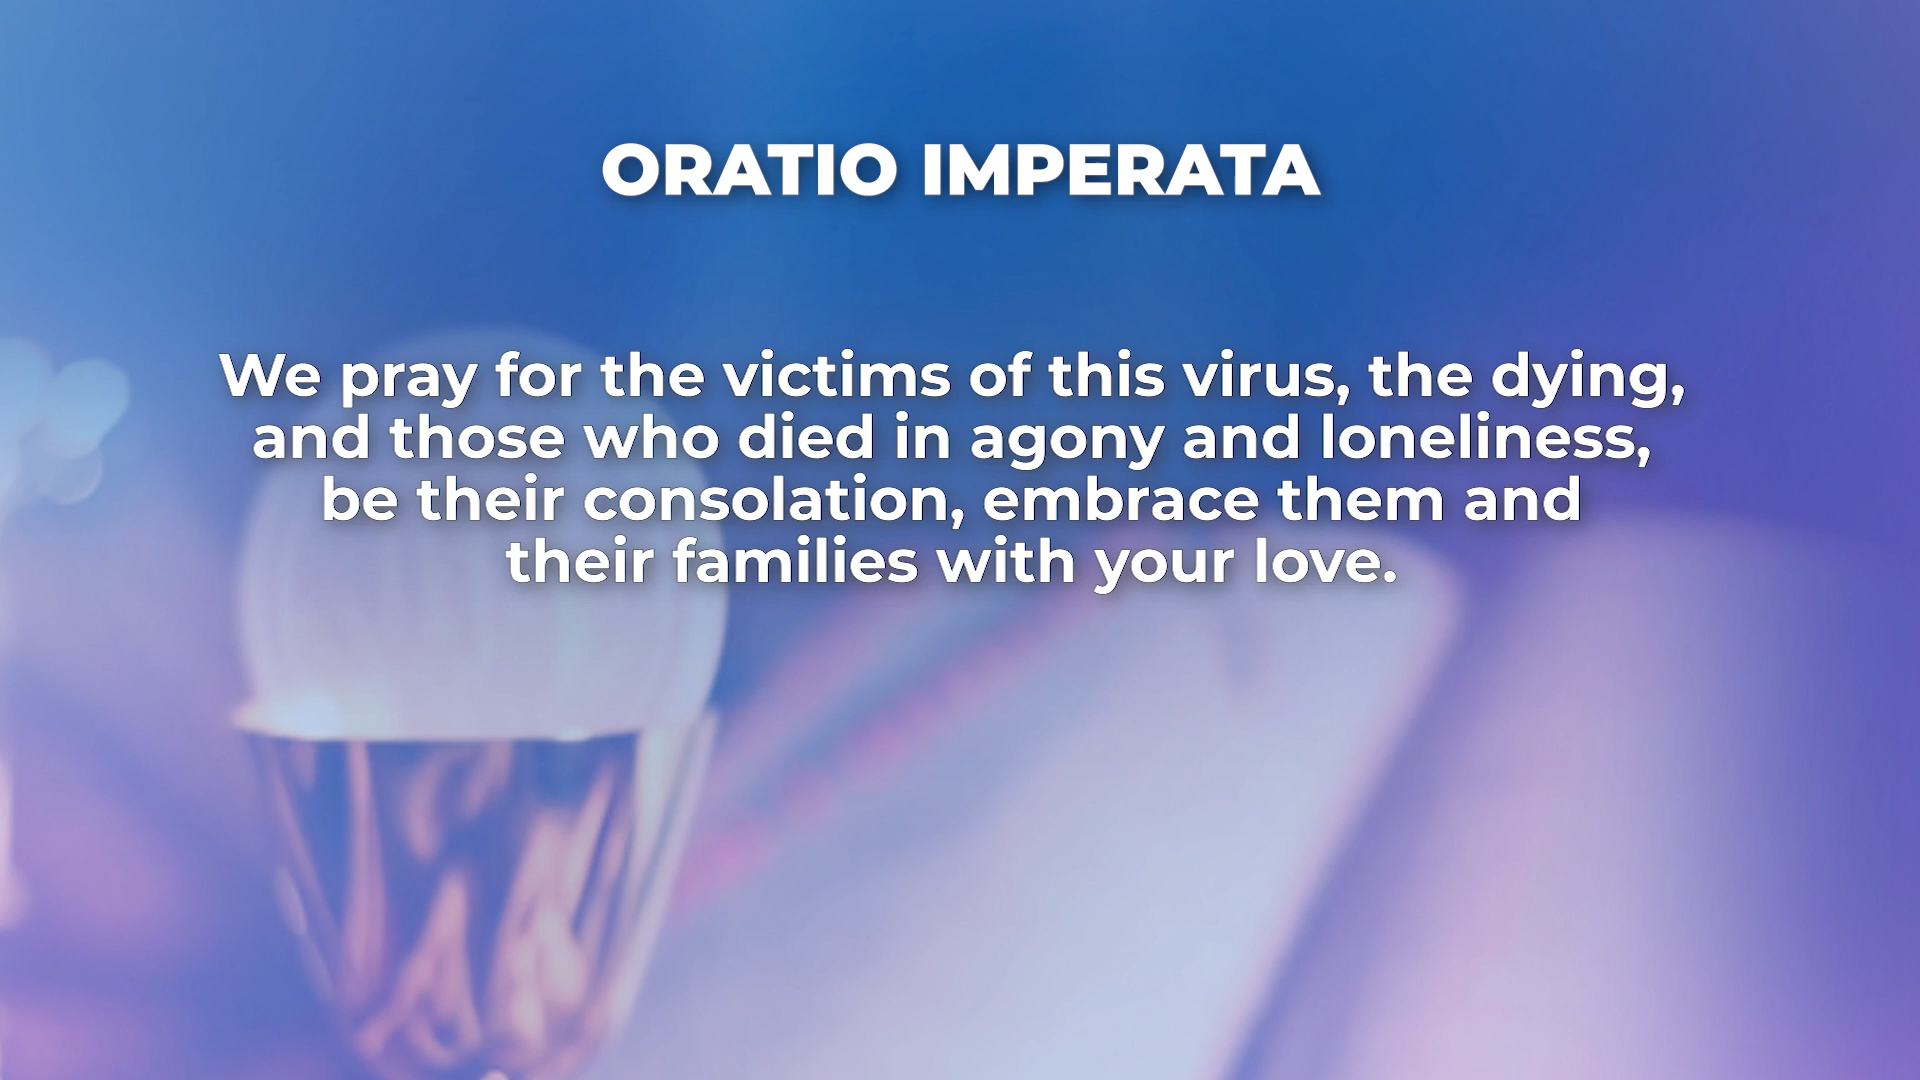 ORATIO IMPERATA
We pray for the victims of this virus, the dying,
and those who died in agony and loneliness,
be their consolation, embrace them and
their families with your love.